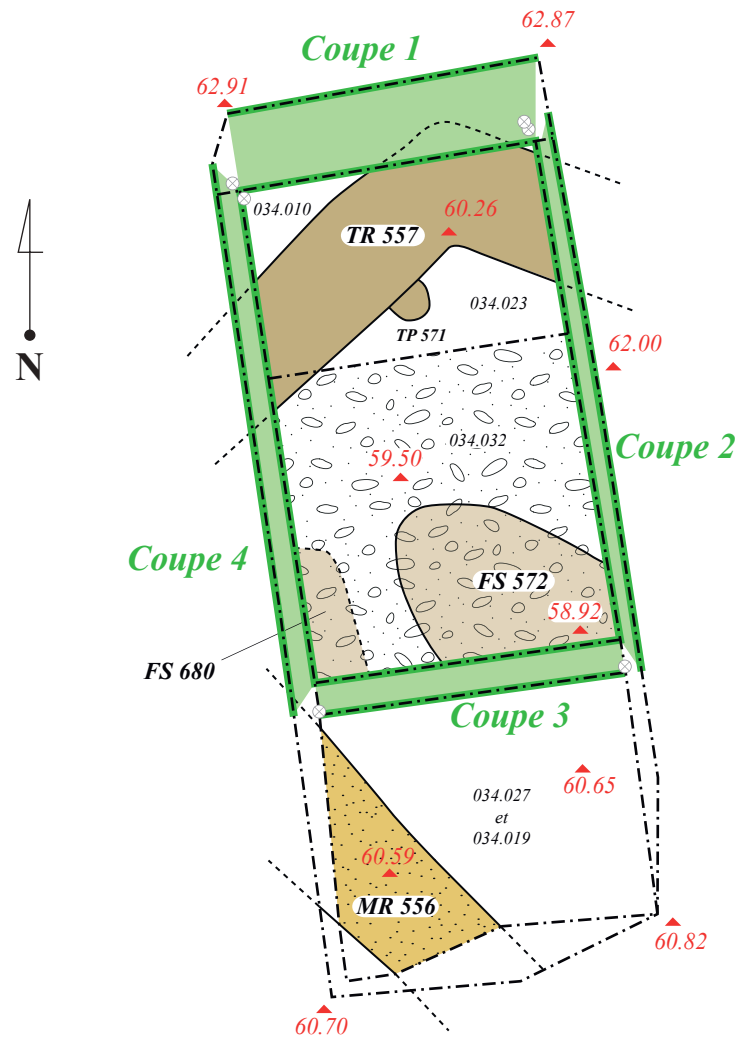 62.87
Coupe 1
62.91
034.010
60.26
TR 557
034.023
TP 571
62.00
N
034.032
Coupe 2
59.50
Coupe 4
FS 572
58.92
FS 680
Coupe 3
60.65
034.027
et
034.019
60.59
MR 556
60.82
60.70